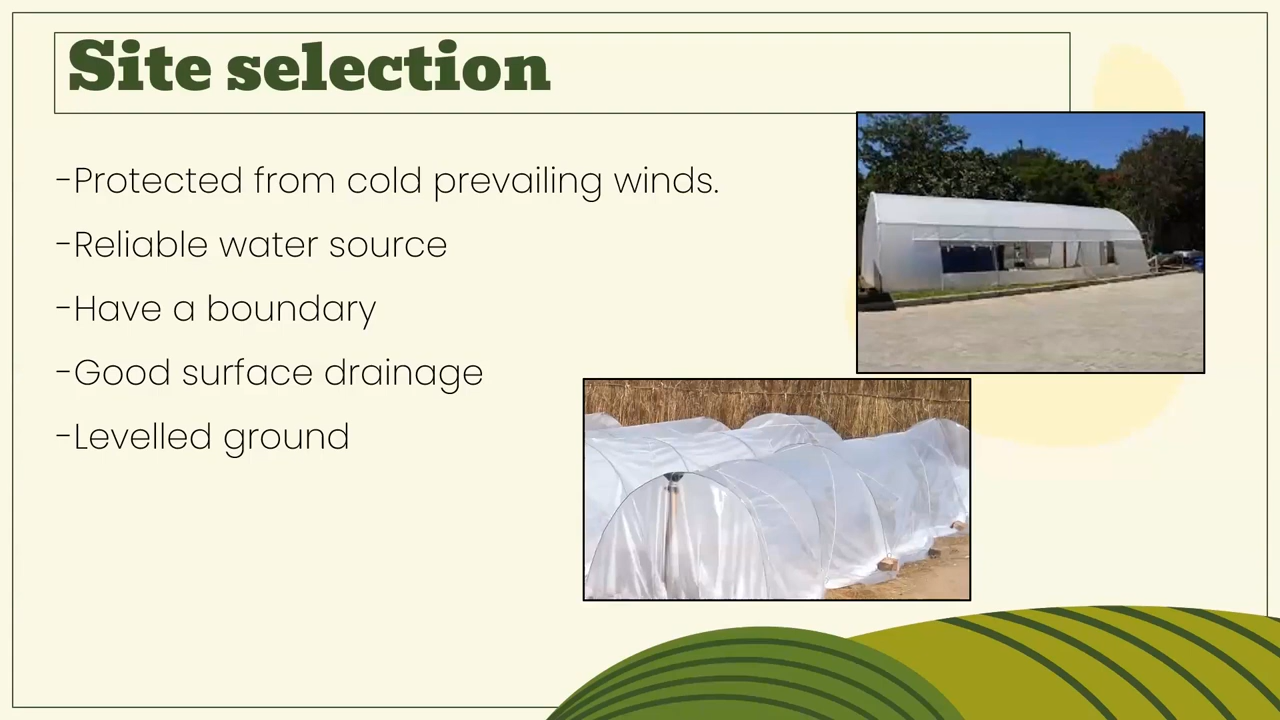 Site selection
-Protected from cold prevailing winds.
-Reliable water source
-Have a boundary
-Good surface drainage
-Levelled ground